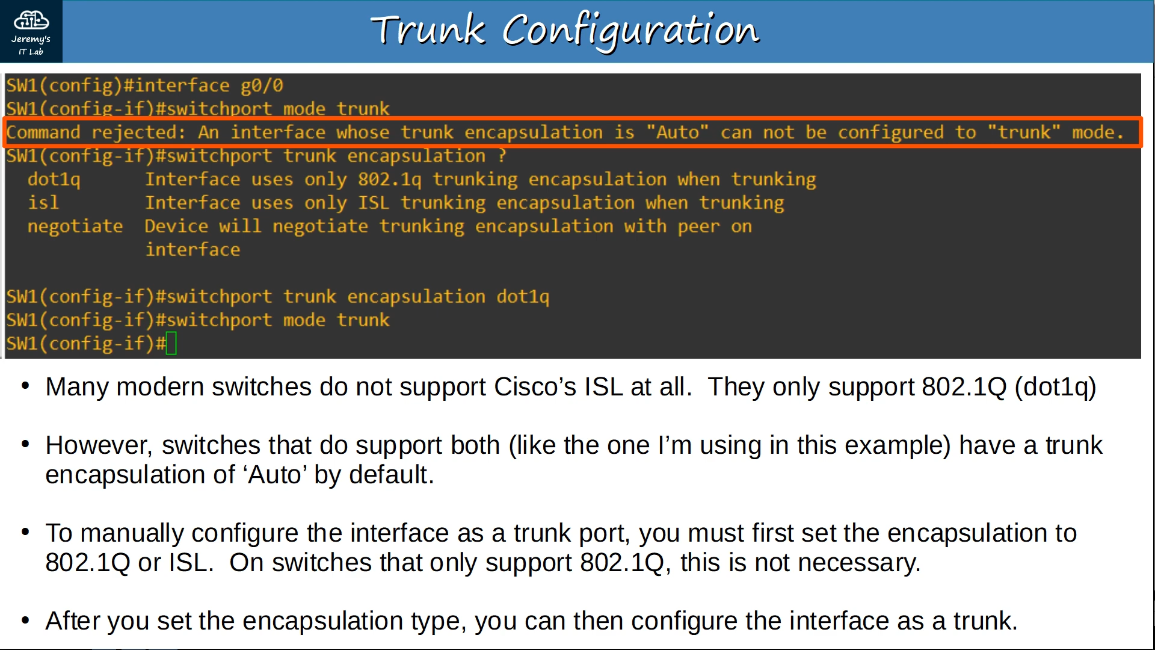 Jeremy's
IT Lab
Trunk Configuration
SW1(config)#interface g0/0
SW1(config-if)#switchport mode trunk
Command rejected: An interface whose trunk encapsulation is "Auto" can not be configured to "trunk" mode.
SW1(config-if)#switchport trunk encapsulation ?
dot1q Interface uses only 802.1q trunking encapsulation when trunking
isl Interface uses only ISL trunking encapsulation when trunking
negotiate Device will negotiate trunking encapsulation with peer on
interface
SW1(config-if)#switchport trunk encapsulation dot1q
SW1(config-if)#switchport mode trunk
SW1(config-if)#
• Many modern switches do not support Cisco’s ISL at all. They only support 802.1Q (dot1q)
• However, switches that do support both (like the one I’m using in this example) have a trunk
encapsulation of ‘Auto’ by default.
• To manually configure the interface as a trunk port, you must first set the encapsulation to
802.1Q or ISL. On switches that only support 802.1Q, this is not necessary.
• After you set the encapsulation type, you can then configure the interface as a trunk.